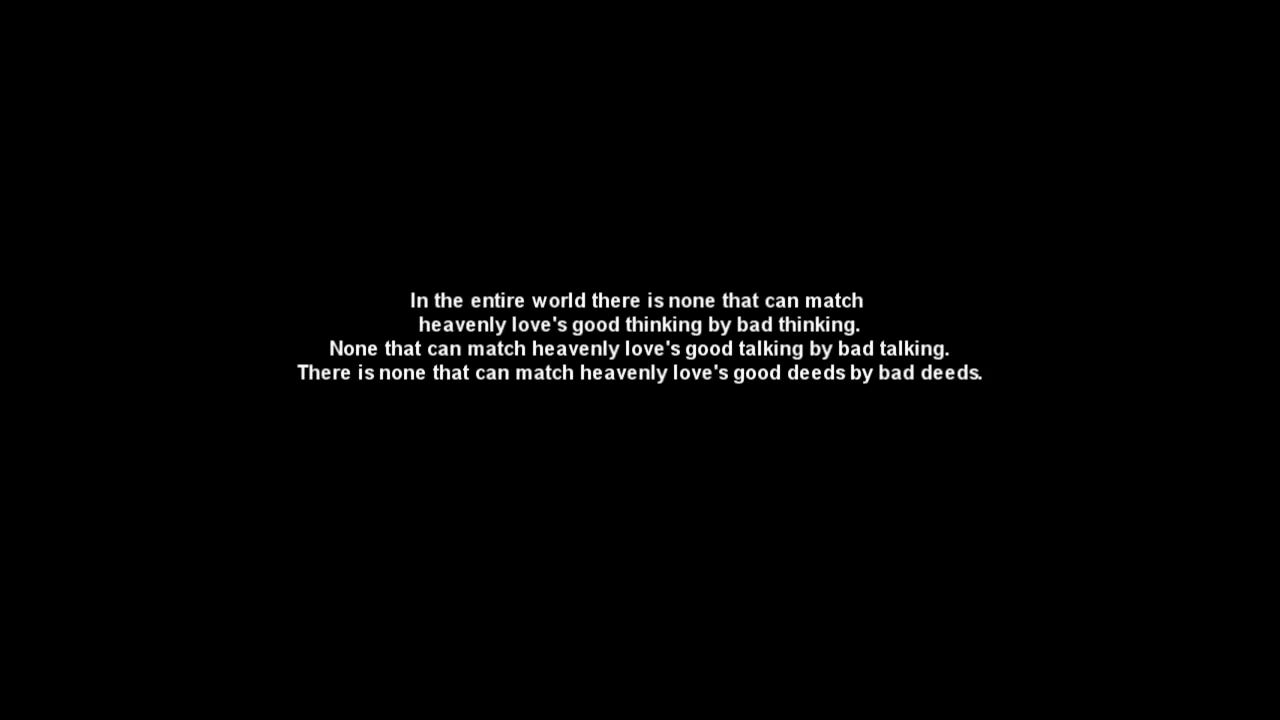 In the entire world there is none that can match
heavenly love's good thinking by bad thinking.
None that can match heavenly love's good talking by bad talking.
There is none that can match heavenly love's good deeds by bad deeds.